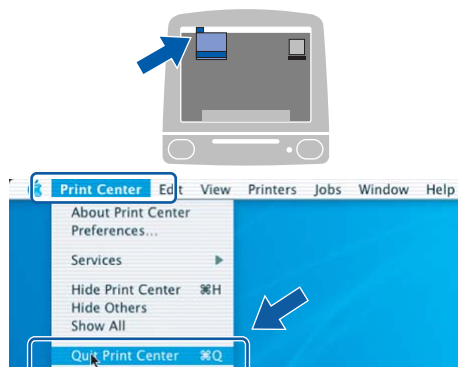 Print Center Edit View Printers Jobs Window Help
About Print Center
Preferences...
Services
Hide Print Center ⌘H
Hide Others
Show All
Quit Print Center ⌘Q